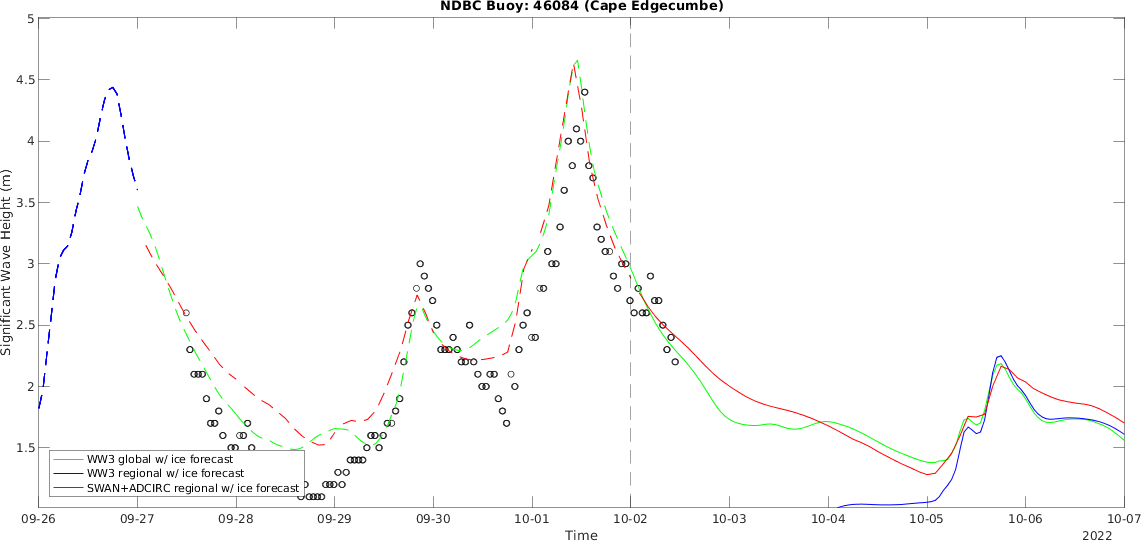 NDBC Buoy: 46084 (Cape Edgecumbe)
5
4.5
4
3.5
3
2.5
2
1.5
Significant Wave Height (m)
WW3 global w/ ice forecast
WW3 regional w/ ice forecast
SWAN+ADCIRC regional w/ ice forecast
09-26 09-27 09-28 09-29 09-30 10-01 10-02 10-03 10-04 10-05 10-06 10-07
Time
2022